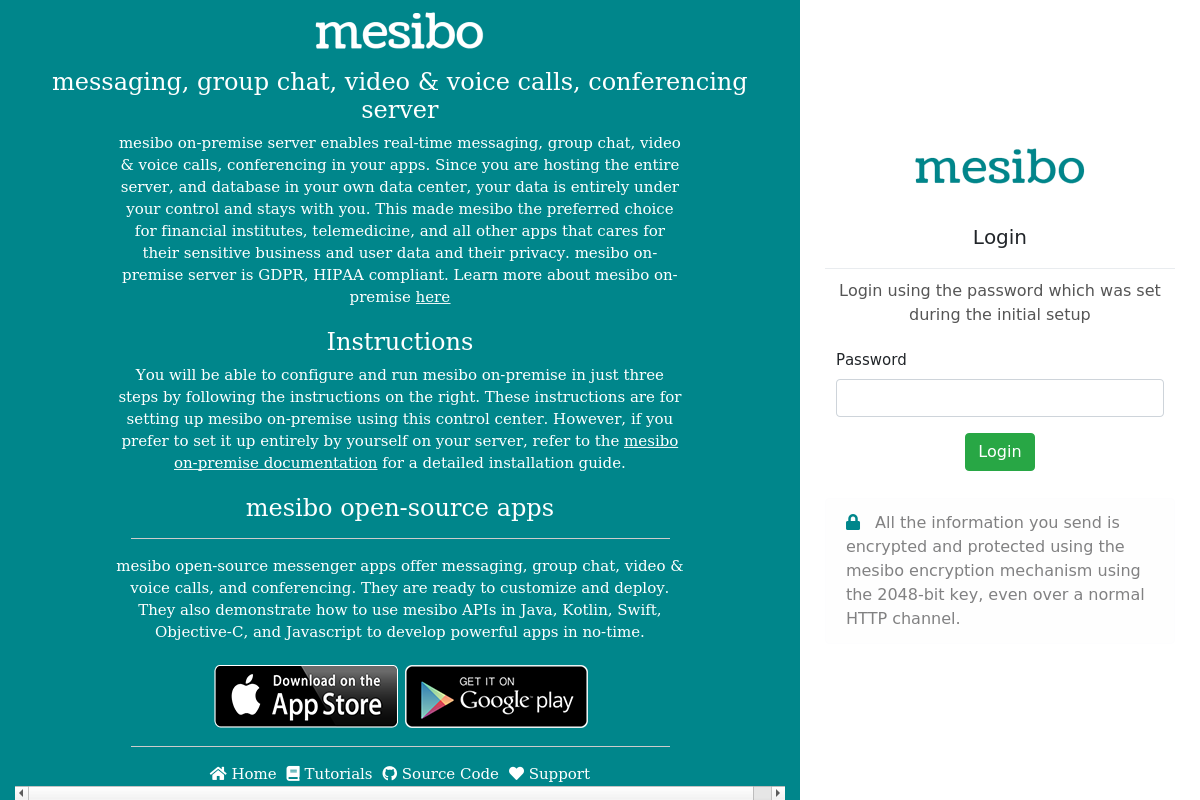 mesibo
messaging, group chat, video & voice calls, conferencing
server
mesibo on-premise server enables real-time messaging, group chat, video
& voice calls, conferencing in your apps. Since you are hosting the entire
server, and database in your own data center, your data is entirely under
your control and stays with you. This made mesibo the preferred choice
for financial institutes, telemedicine, and all other apps that cares for
their sensitive business and user data and their privacy. mesibo on-
premise server is GDPR, HIPAA compliant. Learn more about mesibo on-
premise here
Instructions
You will be able to configure and run mesibo on-premise in just three
steps by following the instructions on the right. These instructions are for
setting up mesibo on-premise using this control center. However, if you
prefer to set it up entirely by yourself on your server, refer to the mesibo
on-premise documentation for a detailed installation guide.
mesibo open-source apps
mesibo open-source messenger apps offer messaging, group chat, video &
voice calls, and conferencing. They are ready to customize and deploy.
They also demonstrate how to use mesibo APIs in Java, Kotlin, Swift,
Objective-C, and Javascript to develop powerful apps in no-time.
Download on the
App Store
GET IT ON
Google play
Home Tutorials Source Code Support
mesibo
Login
Login using the password which was set
during the initial setup
Password
Login
All the information you send is
encrypted and protected using the
mesibo encryption mechanism using
the 2048-bit key, even over a normal
HTTP channel.